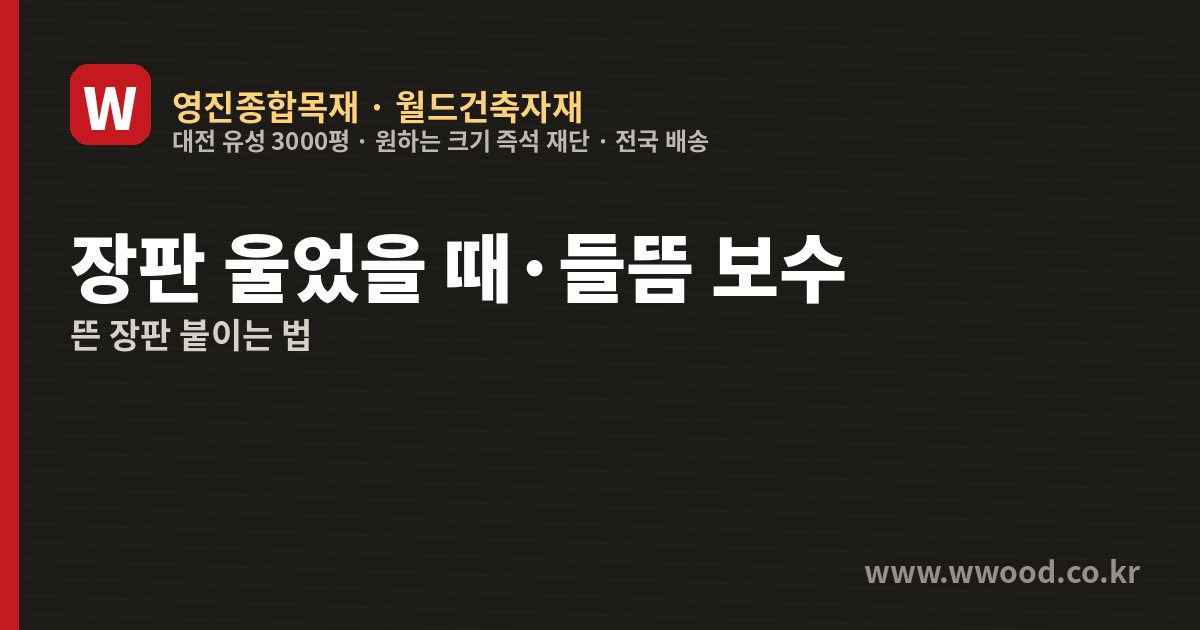 W
영진종합목재 · 월드건축자재
대전 유성 3000평 · 원하는 크기 즉석 재단 · 전국 배송
장판 울었을 때·들뜸 보수
뜬 장판 붙이는 법
www.wwood.co.kr